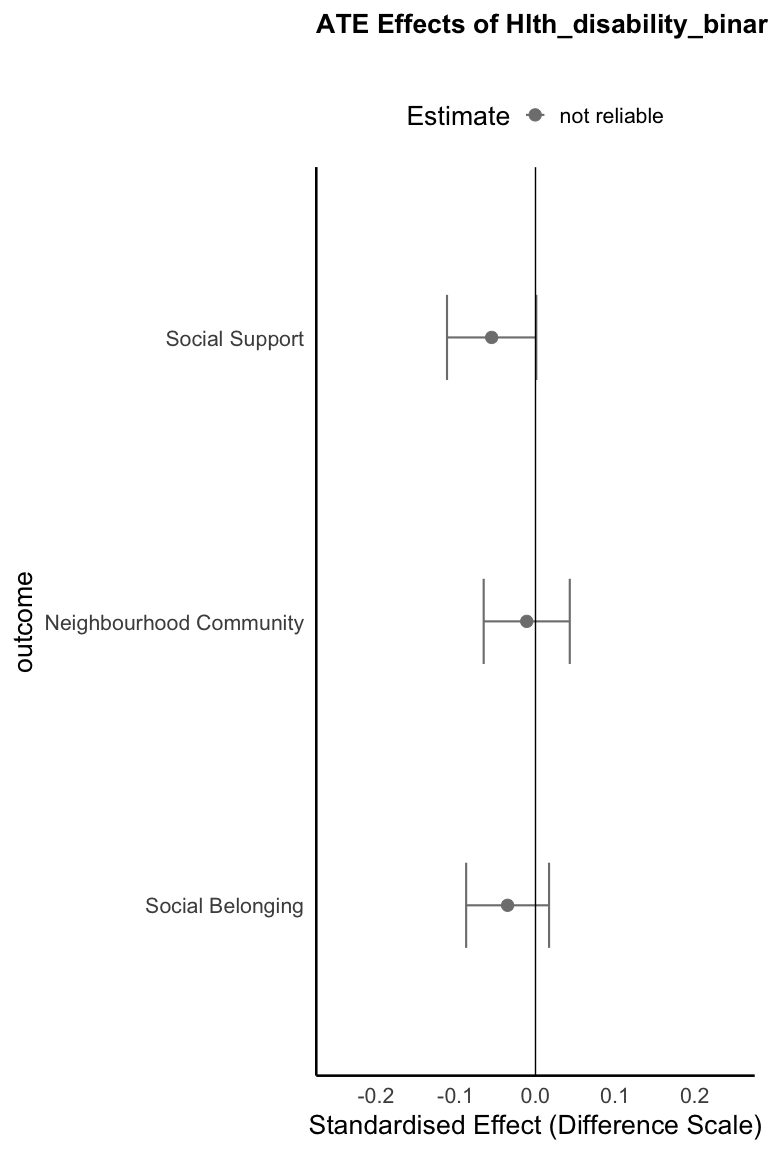 ATE Effects of Hlth_disability_binar
Estimate not reliable
Social Support
Neighbourhood Community
Social Belonging
outcome
-0.2 -0.1 0.0 0.1 0.2
Standardised Effect (Difference Scale)